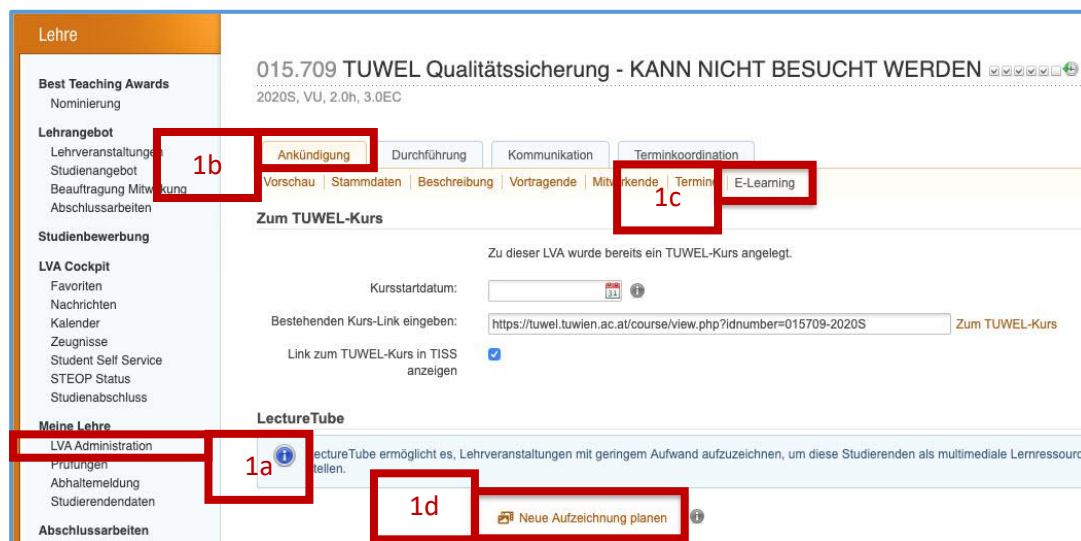 Lehre
Best Teaching Awards
Nominierung
Lehrangebot
Lehrveranstaltungen
Studienangebot
Beauftragung Mitwirkung
Abschlussarbeiten
Studienbewerbung
LVA Cockpit
Favoriten
Nachrichten
Kalender
Zeugnisse
Student Self Service
STEOP Status
Studienabschluss
Meine Lehre
LVA Administration
Prüfungen
Abhaltemeldung
Studierendendaten
Abschlussarbeiten
1a
1b
015.709 TUWEL Qualitätssicherung - KANN NICHT BESUCHT WERDEN
2020S, VU, 2.0h, 3.0EC
Ankündigung Durchführung Kommunikation Terminkoordination
Vorschau Stammdaten Beschreibung Vortragende Mitwirkende Termine E-Learning
1c
Zum TUWEL-Kurs
Zu dieser LVA wurde bereits ein TUWEL-Kurs angelegt.
Kursstartdatum: 31
Bestehenden Kurs-Link eingeben: https://tuwel.tuwien.ac.at/course/view.php?idnumber=015709-2020S Zum TUWEL-Kurs
Link zum TUWEL-Kurs in TISS
anzeigen
LectureTube
ectureTube ermöglicht es, Lehrveranstaltungen mit geringem Aufwand aufzuzeichnen, um diese Studierenden als multimediale Lernressourc
tellen.
1d
Neue Aufzeichnung planen